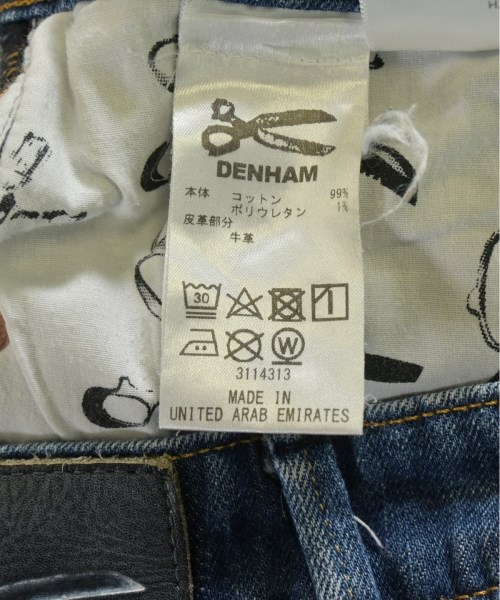 DENHAM
本体 コットン 99%
ポリウレタン 1%
皮革部分
牛革
30
W
3114313
MADE IN
UNITED ARAB EMIRATES